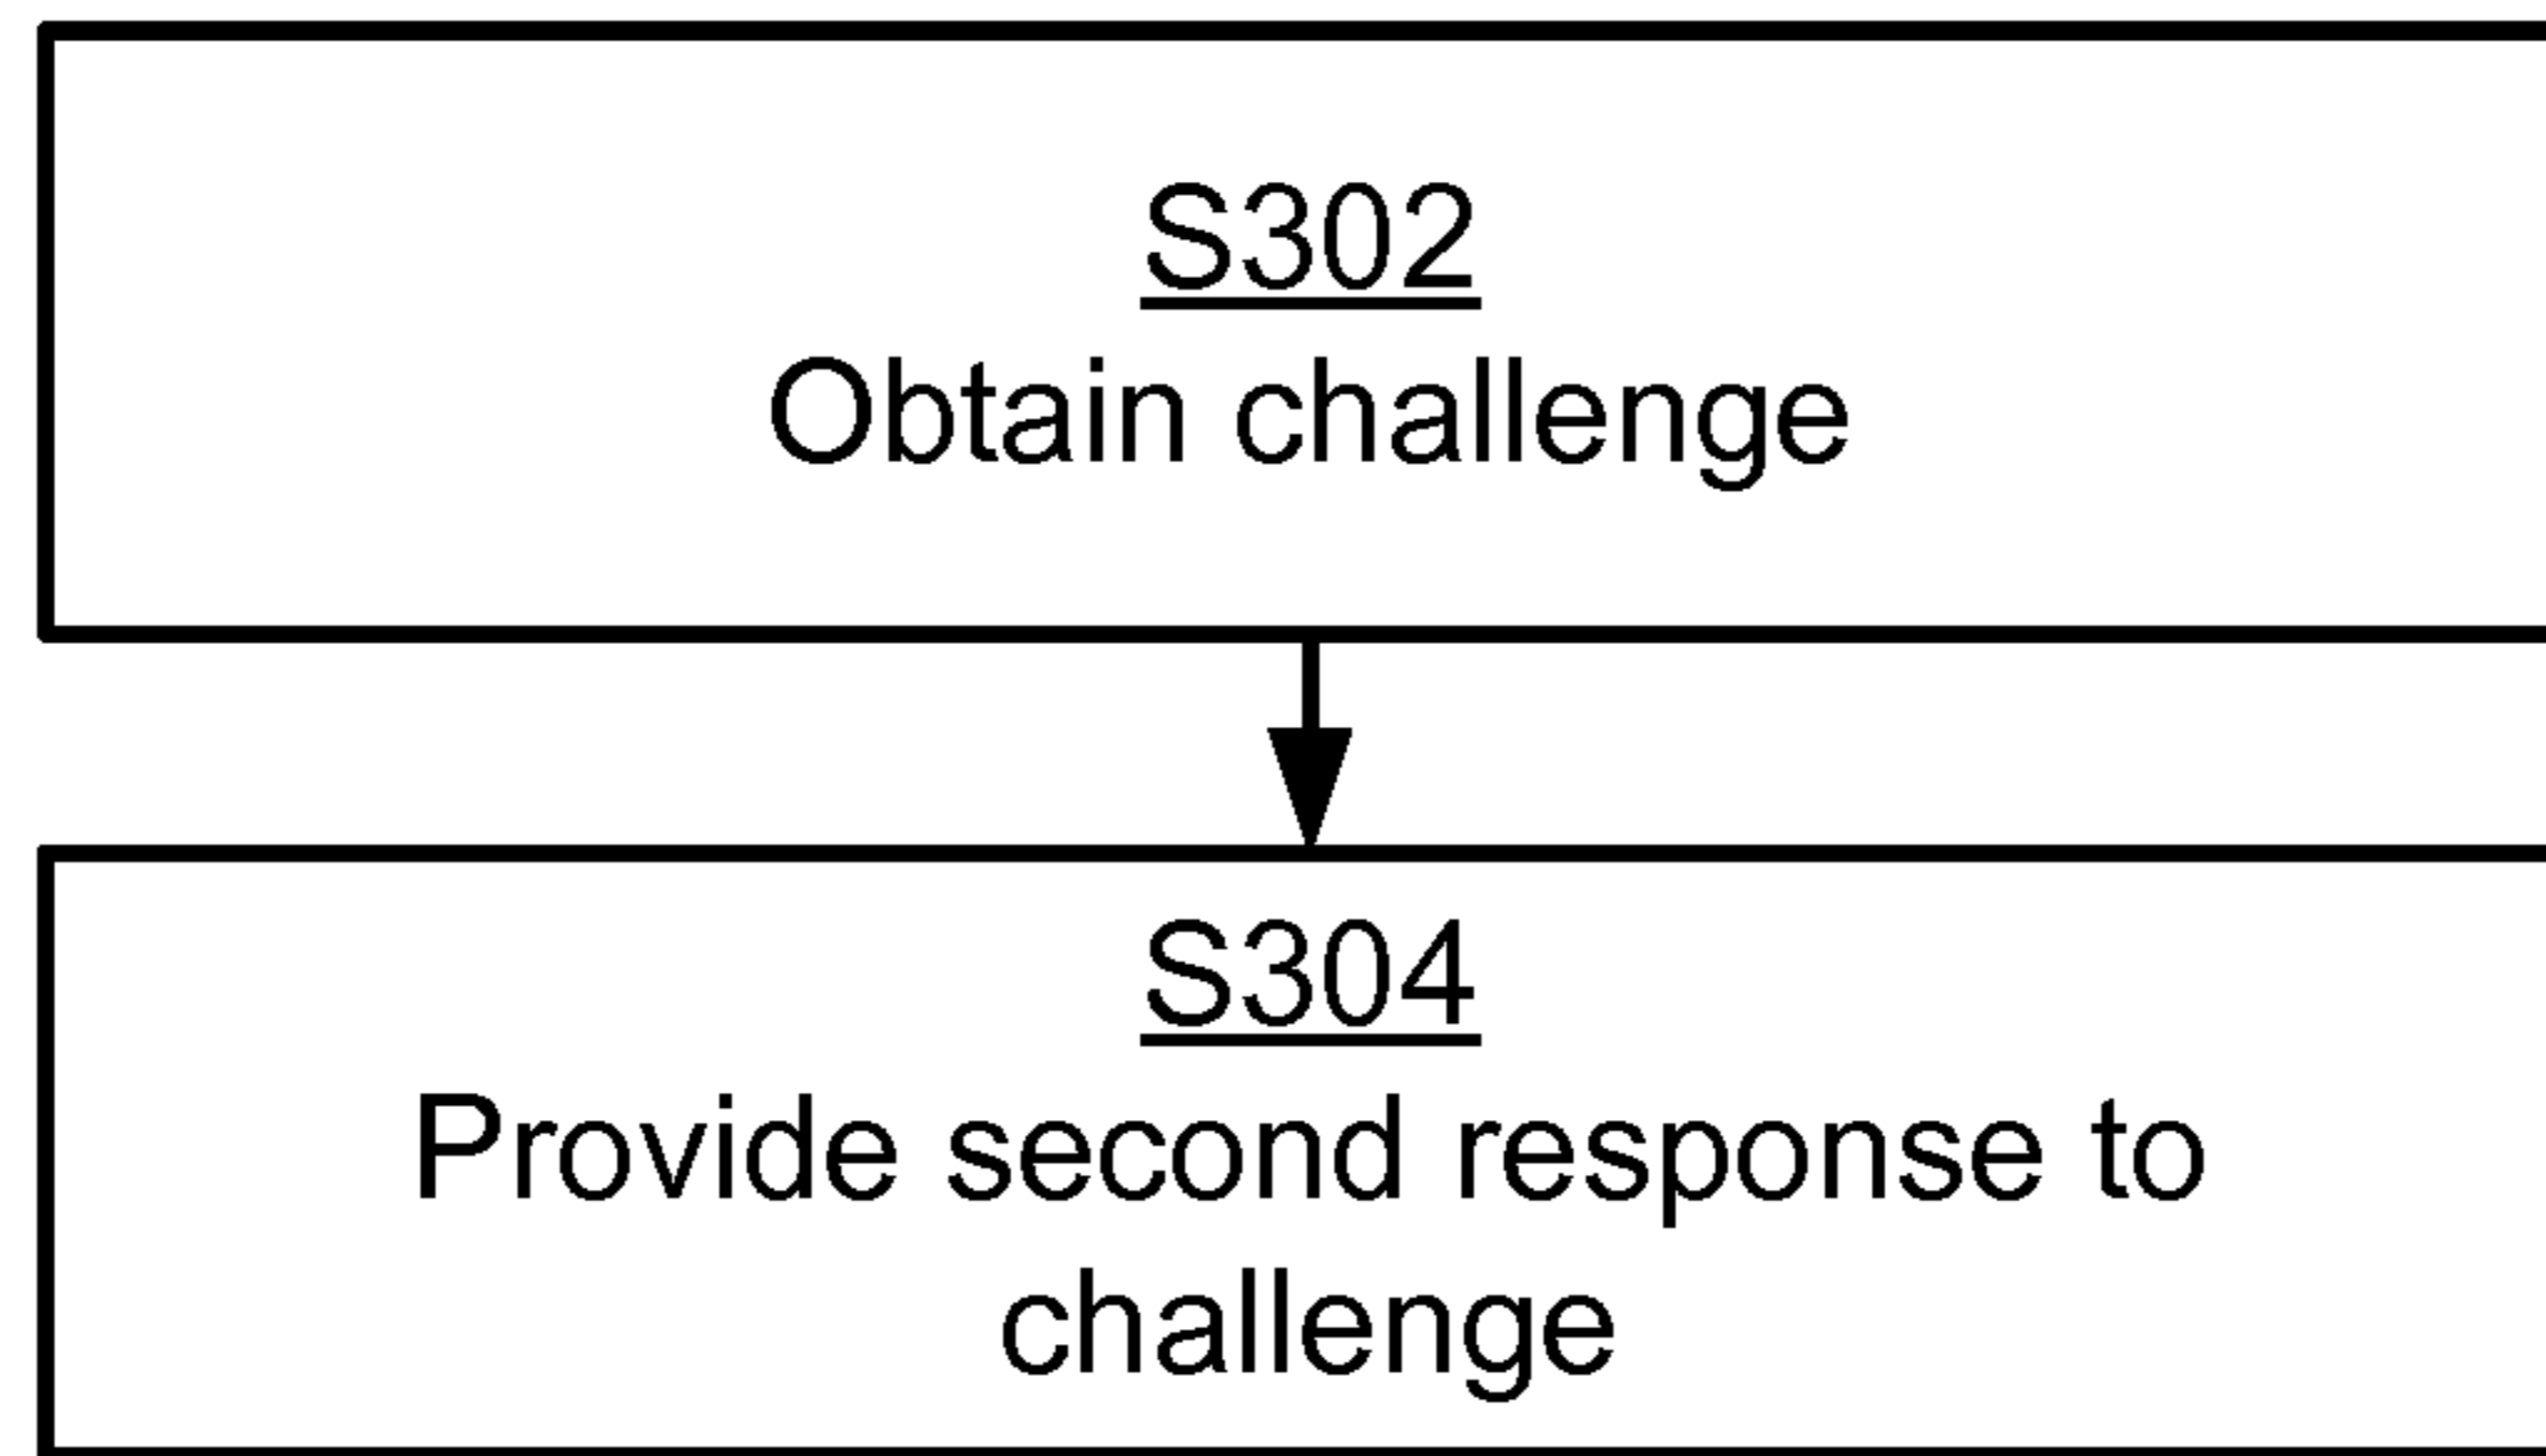 S302
Obtain challenge
S304
Provide second response to
challenge